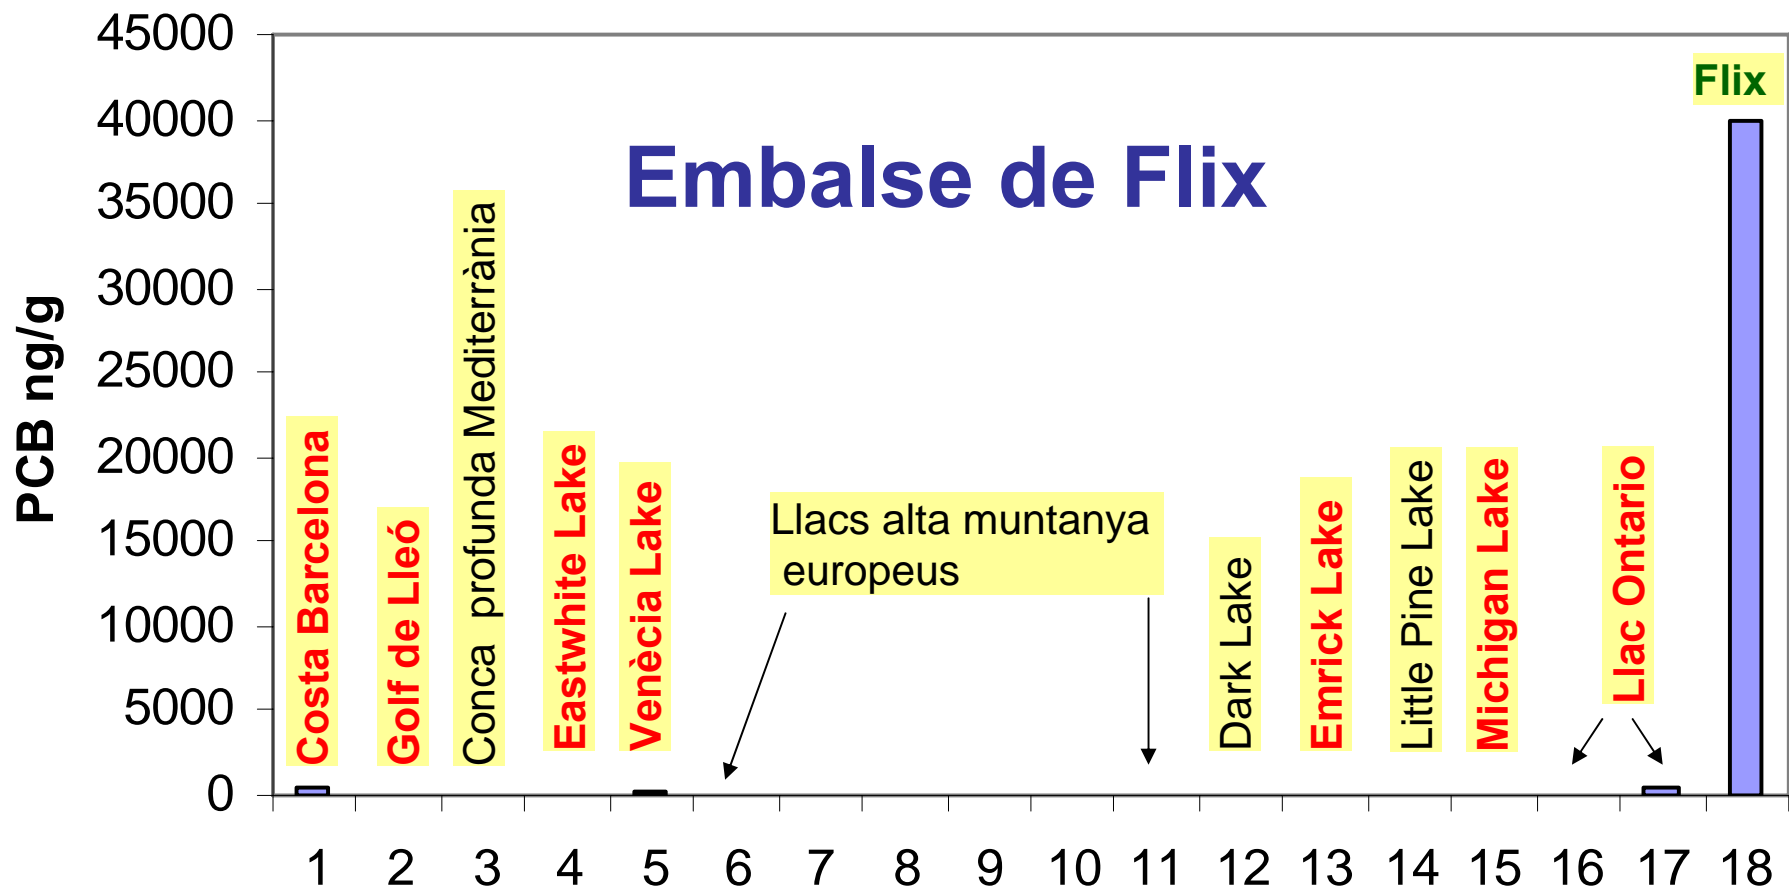 Embalse de Flix
PCB ng/g
45000
40000
35000
30000
25000
20000
15000
10000
5000
0
Costa Barcelona
Golf de Lleó
Conca profunda Mediterrània
Eastwhite Lake
Venècia Lake
Llacs alta muntanya
europeus
Dark Lake
Emrick Lake
Little Pine Lake
Michigan Lake
Llac Ontario
Flix
1 2 3 4 5 6 7 8 9 10 11 12 13 14 15 16 17 18